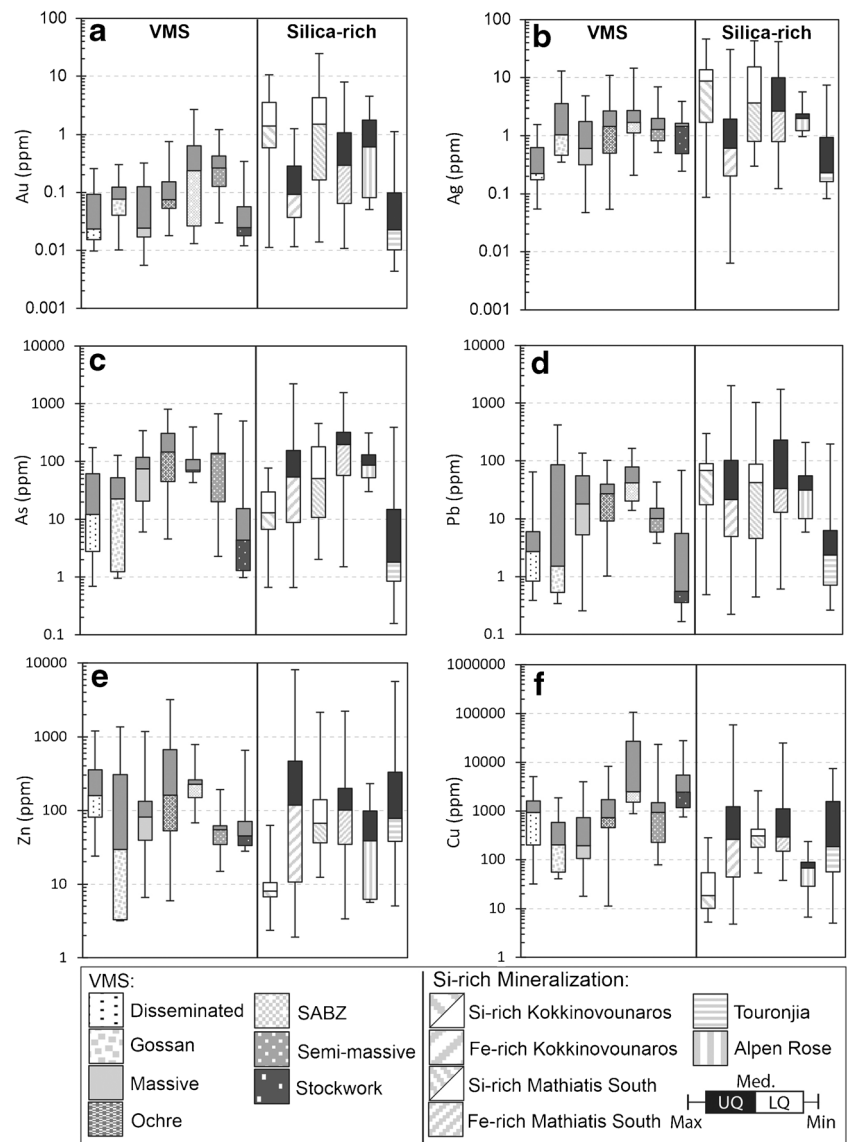 a
VMS
Silica-rich
100
10
1
0.1
0.01
0.001
Au (ppm)
b
VMS
Silica-rich
100
10
1
0.1
0.01
0.001
Ag (ppm)
c
10000
1000
100
10
1
0.1
As (ppm)
d
10000
1000
100
10
1
0.1
Pb (ppm)
e
10000
1000
100
10
1
Zn (ppm)
f
1000000
100000
10000
1000
100
10
1
Cu (ppm)
VMS:
Disseminated
Gossan
Massive
Ochre
SABZ
Semi-massive
Stockwork
Si-rich Mineralization:
Si-rich Kokkinovounaros
Fe-rich Kokkinovounaros
Si-rich Mathiatis South
Fe-rich Mathiatis South
Touronjia
Alpen Rose
Med.
UQ LQ
Max Min